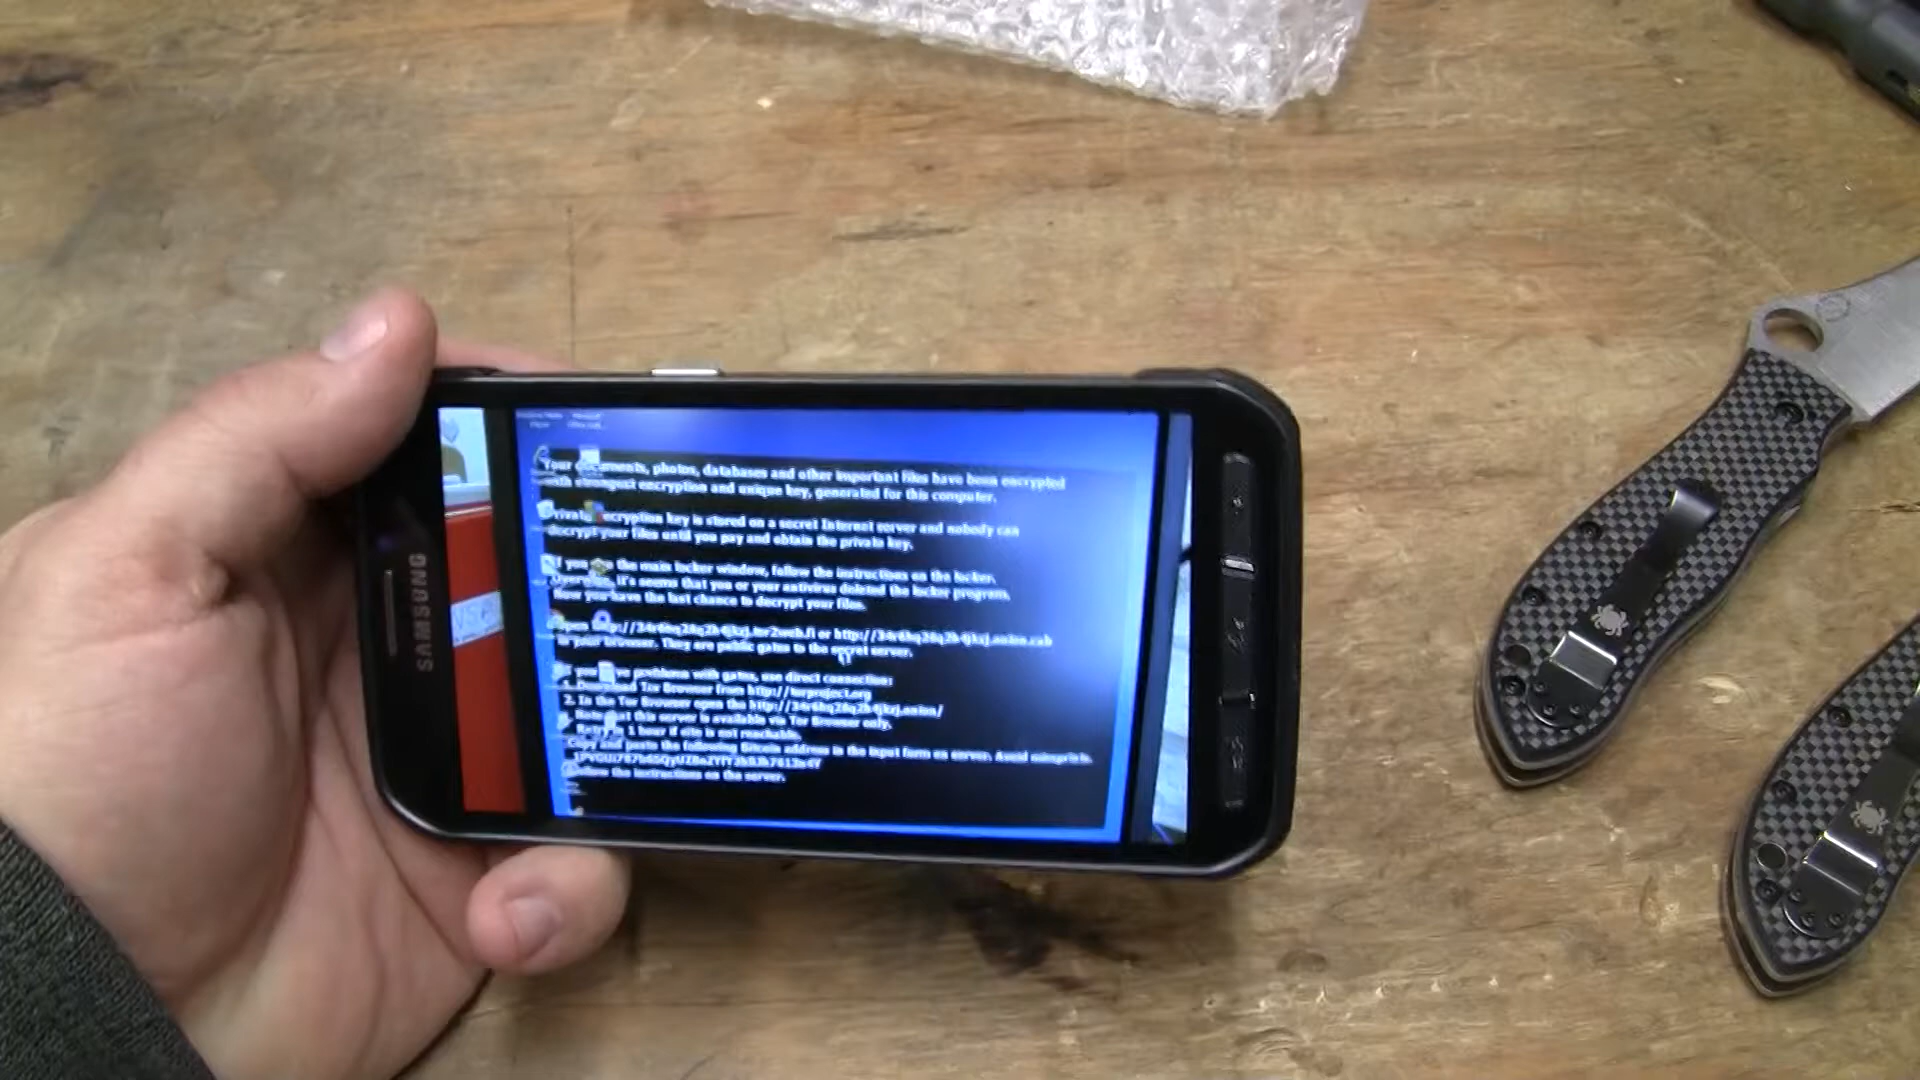 SAMSUNG
Your documents, photos, databases and other important files have been encrypted
with strongest encryption and unique key, generated for this computer.
Private decryption key is stored on a secret Internet server and nobody can
decrypt your files until you pay and obtain the private key.
If you see the main locker window, follow the instructions on the locker.
Overwise, it's seems that you or your antivirus deleted the locker program.
Now you have the last chance to decrypt your files.
Open or
in your browser. They are public gates to the secret server.
If you have problems with gates, use direct connection:
1. Download Tor Browser from http://torproject.org
2. In the Tor Browser open the
Note that this server is available via Tor Browser only.
Retry in 1 hour if site is not reachable.
Copy and paste the following Bitcoin address in the input form on server. Avoid missprints.
Follow the instructions on the server.